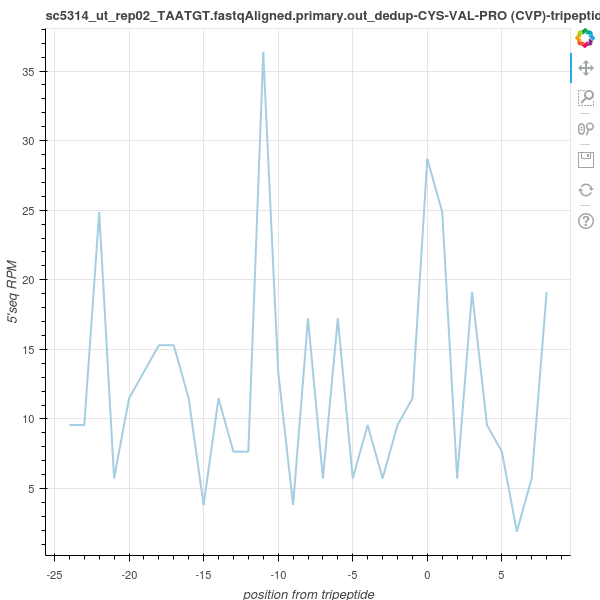 sc5314_ut_rep02_TAATGT.fastqAligned.primary.out_dedup-CYS-VAL-PRO (CVP)-tripeptid
35
30
25
20
15
10
5
5'seq RPM
-25 -20 -15 -10 -5 0 5
position from tripeptide